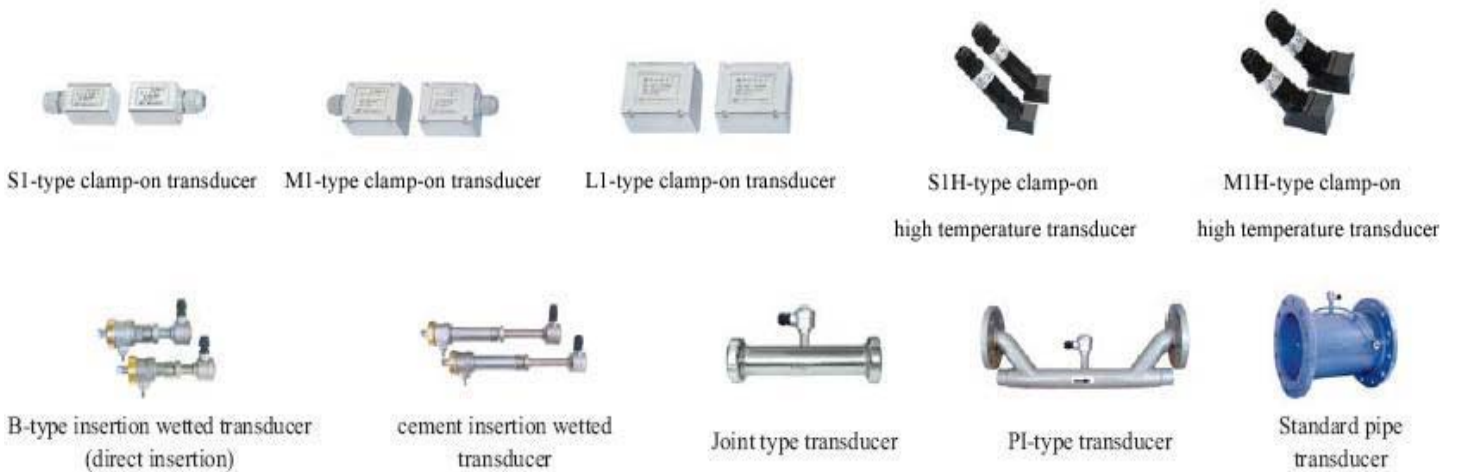 S1-type clamp-on transducer
M1-type clamp-on transducer
L1-type clamp-on transducer
S1H-type clamp-on
high temperature transducer
M1H-type clamp-on
high temperature transducer
B-type insertion wetted transducer
(direct insertion)
cement insertion wetted
transducer
Joint type transducer
PI-type transducer
Standard pipe
transducer